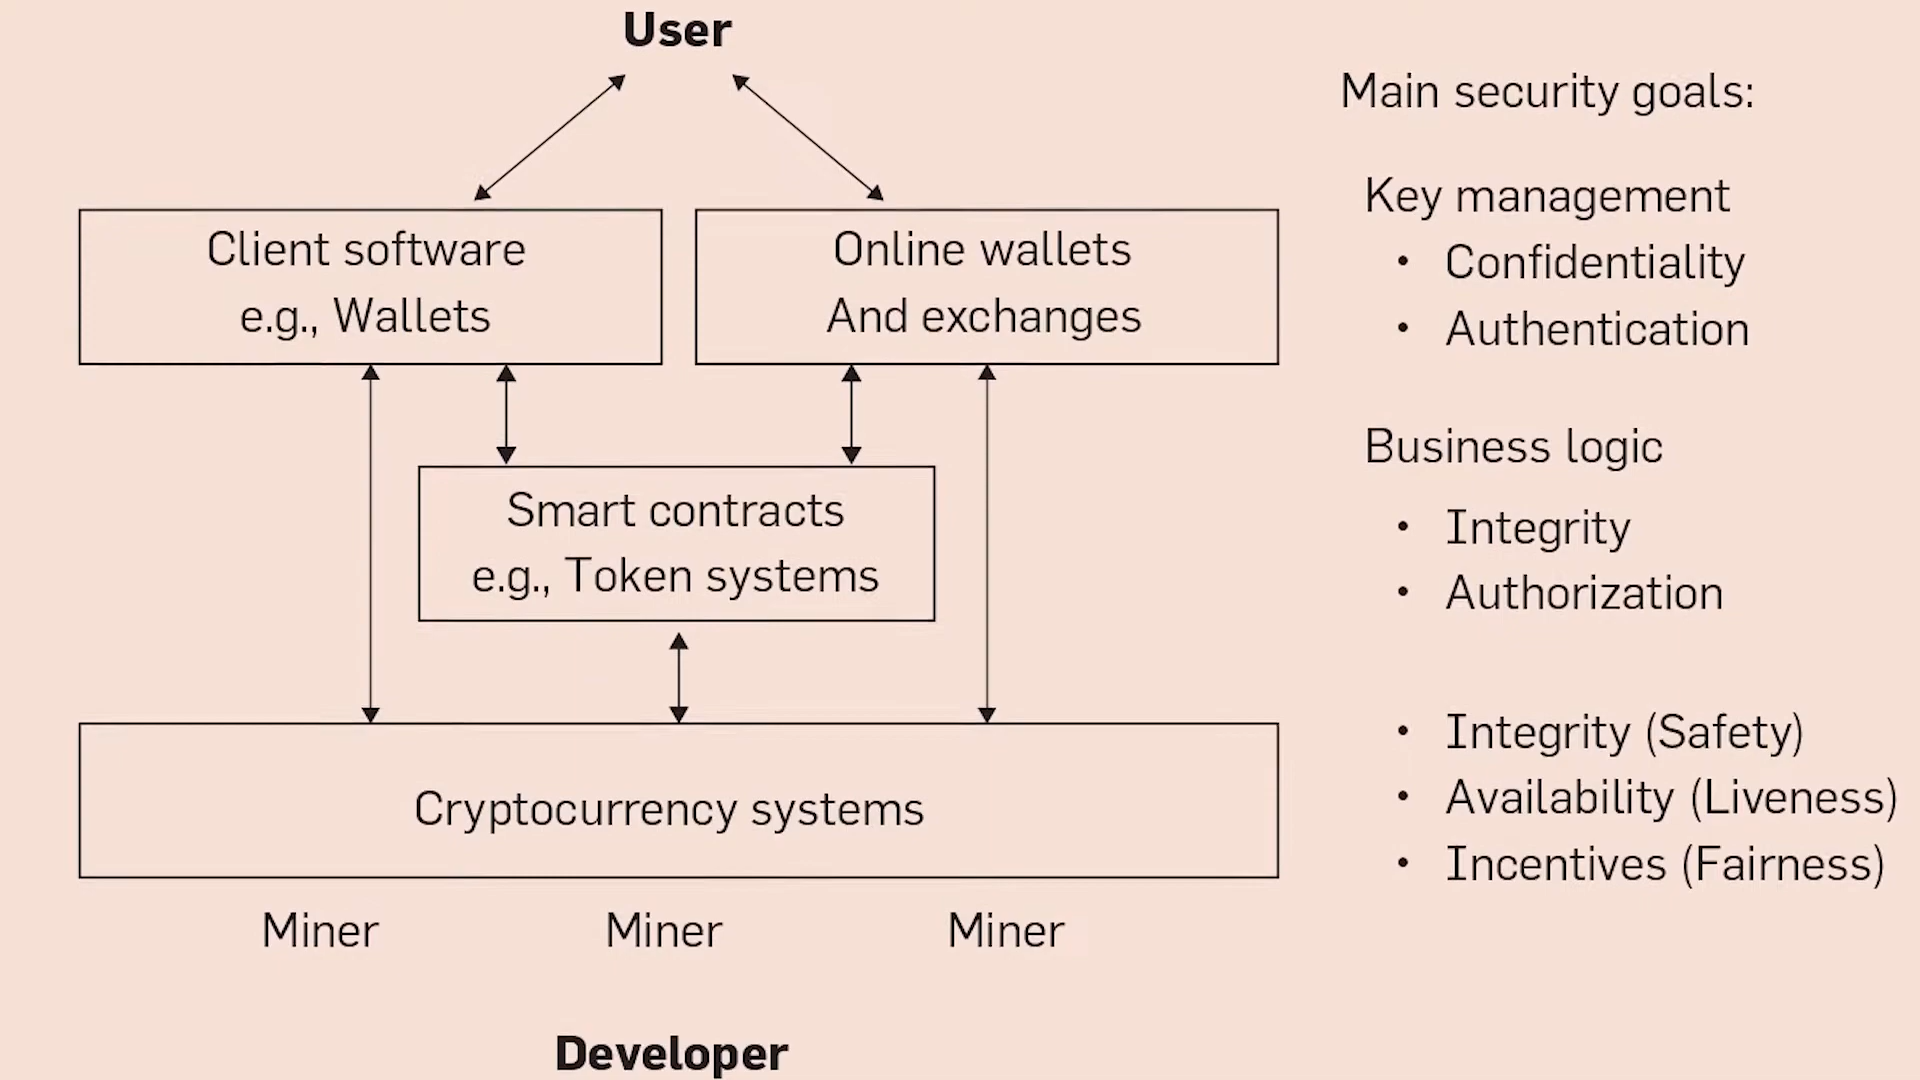 User
Main security goals:
Key management
Client software
e.g., Wallets
Online wallets
And exchanges
• Confidentiality
• Authentication
Business logic
Smart contracts
e.g., Token systems
• Integrity
• Authorization
Cryptocurrency systems
• Integrity (Safety)
• Availability (Liveness)
• Incentives (Fairness)
Miner Miner Miner
Developer